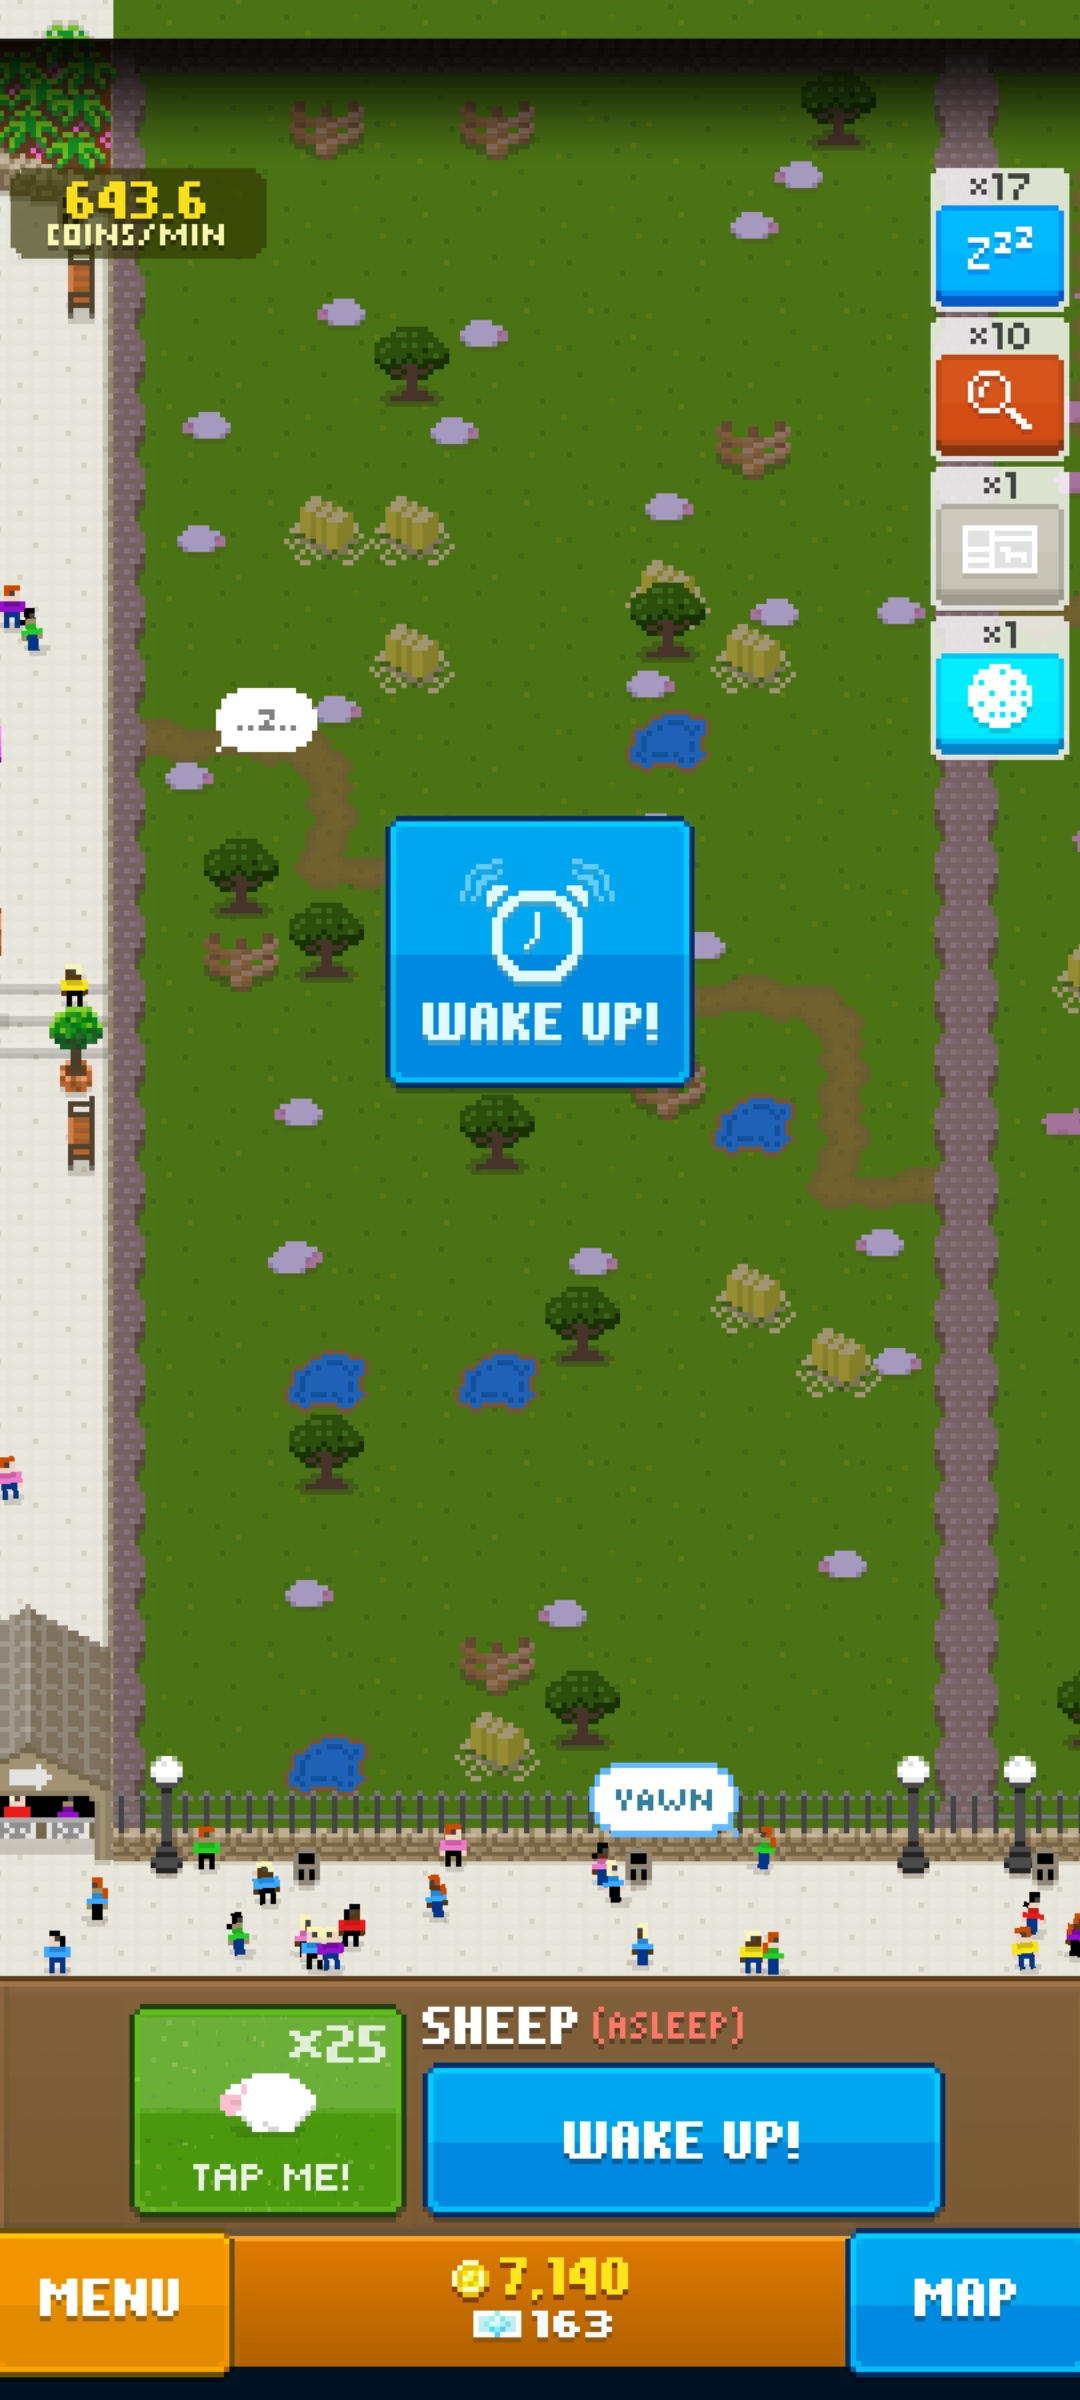 643.6
COINS/MIN
x17
zzz
x10
x1
x1
..z..
WAKE UP!
YAWN
x25
TAP ME!
SHEEP (ASLEEP)
WAKE UP!
MENU
7,140
163
MAP